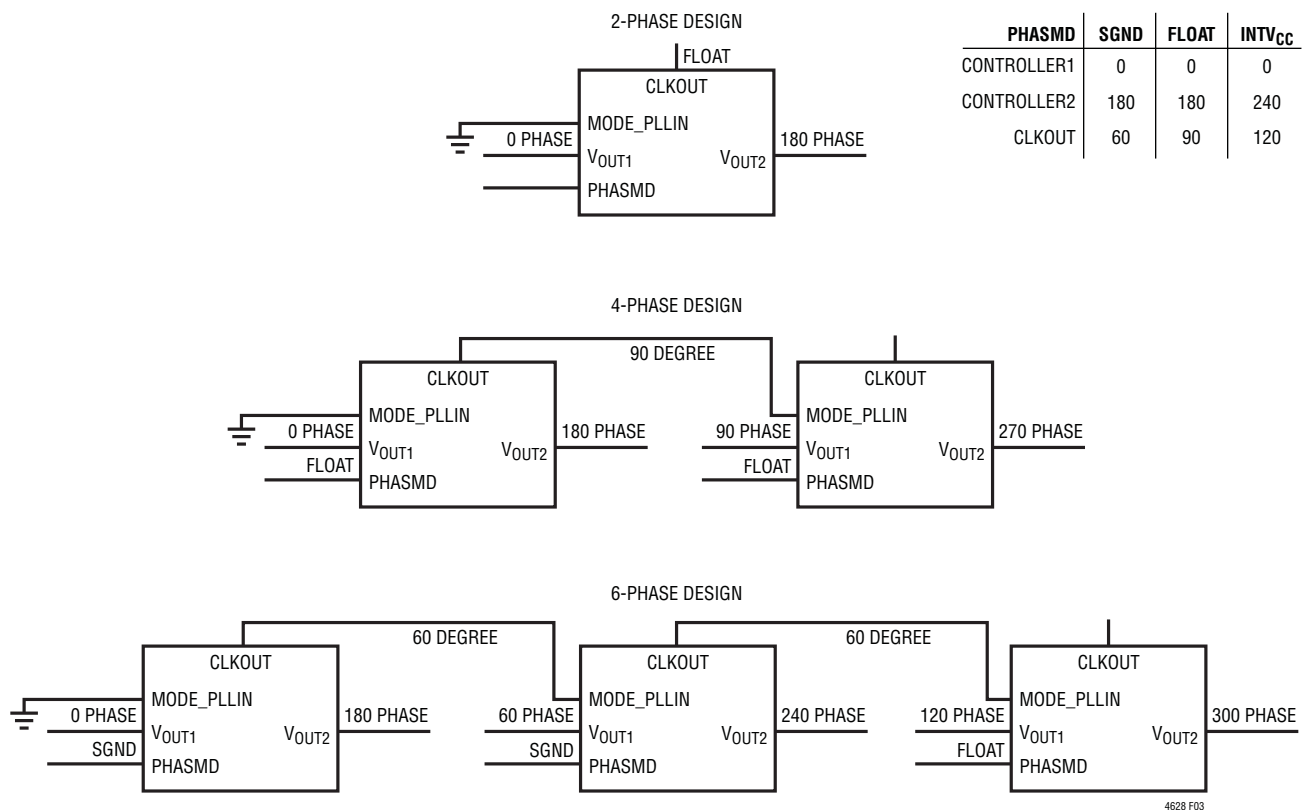 2-PHASE DESIGN
FLOAT
CLKOUT
MODE_PLLIN
0 PHASE
VOUT1
VOUT2
180 PHASE
PHASMD
PHASMD SGND FLOAT INTVCC
CONTROLLER1 0 0 0
CONTROLLER2 180 180 240
CLKOUT 60 90 120
4-PHASE DESIGN
90 DEGREE
CLKOUT
MODE_PLLIN
0 PHASE
VOUT1
VOUT2
180 PHASE
FLOAT
PHASMD
CLKOUT
MODE_PLLIN
90 PHASE
VOUT1
VOUT2
270 PHASE
FLOAT
PHASMD
6-PHASE DESIGN
60 DEGREE
60 DEGREE
CLKOUT
MODE_PLLIN
0 PHASE
VOUT1
VOUT2
180 PHASE
SGND
PHASMD
CLKOUT
MODE_PLLIN
60 PHASE
VOUT1
VOUT2
240 PHASE
SGND
PHASMD
CLKOUT
MODE_PLLIN
120 PHASE
VOUT1
VOUT2
300 PHASE
FLOAT
PHASMD
4628 F03